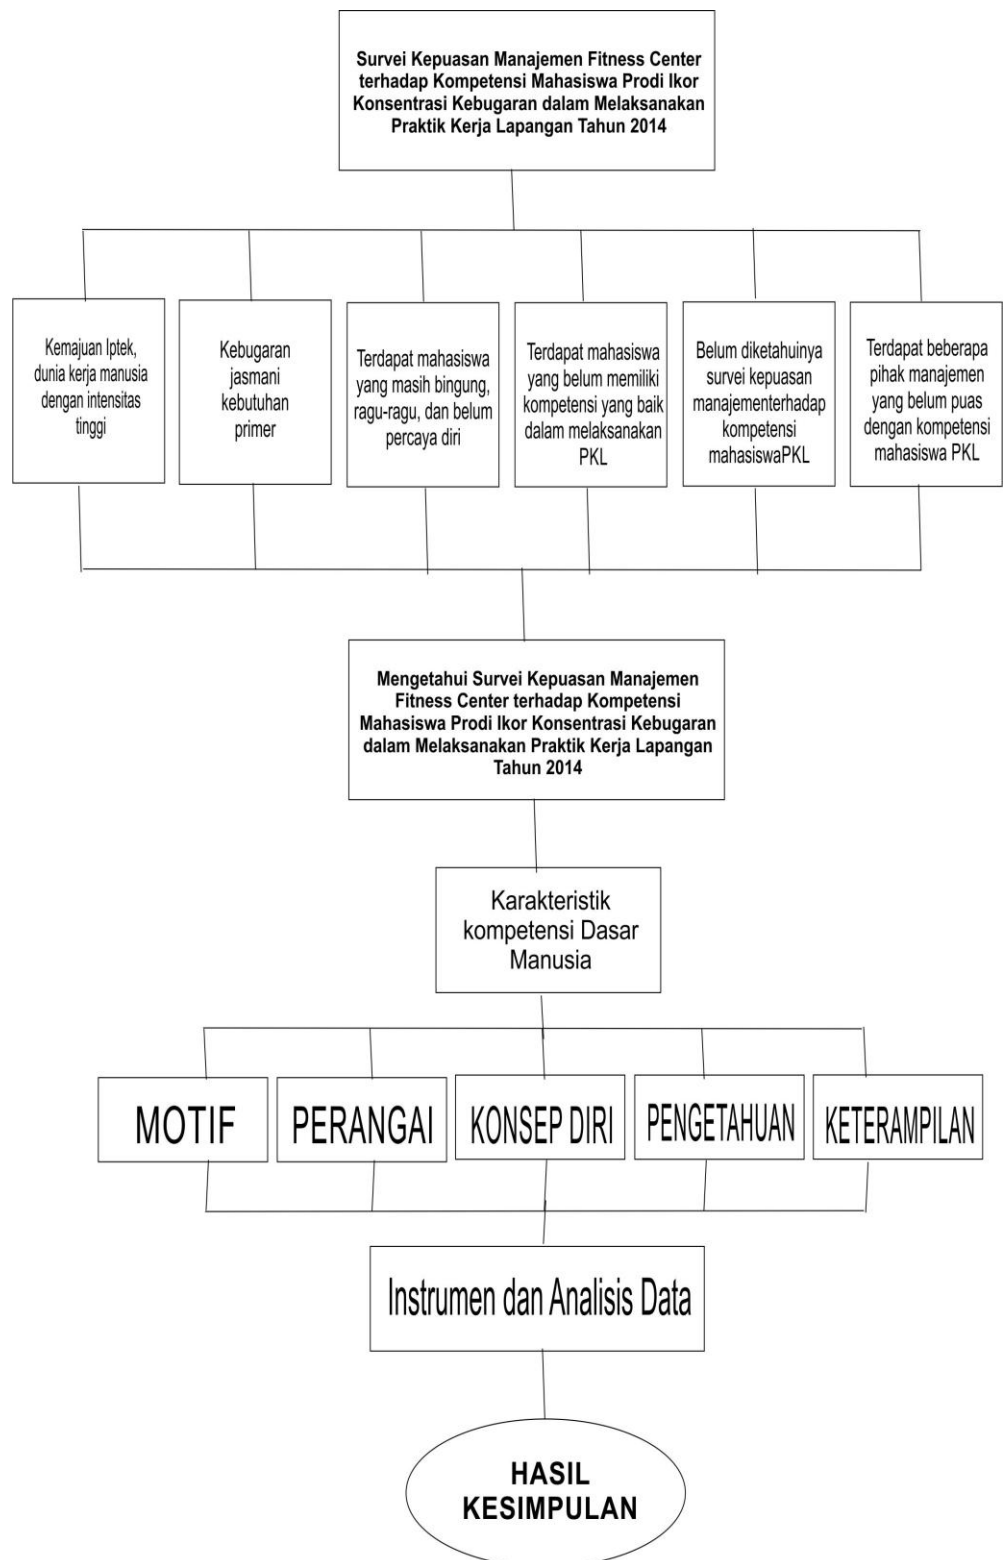 Survei Kepuasan Manajemen Fitness Center
terhadap Kompetensi Mahasiswa Prodi Ikor
Konsentrasi Kebugaran dalam Melaksanakan
Praktik Kerja Lapangan Tahun 2014
Kemajuan Iptek,
dunia kerja manusia
dengan intensitas
tinggi
Kebugaran
jasmani
kebutuhan
primer
Terdapat mahasiswa
yang masih bingung,
ragu-ragu, dan belum
percaya diri
Terdapat mahasiswa
yang belum memiliki
kompetensi yang baik
dalam melaksanakan
PKL
Belum diketahuinya
survei kepuasan
manajementerhadap
kompetensi
mahasiswaPKL
Terdapat beberapa
pihak manajemen
yang belum puas
dengan kompetensi
mahasiswa PKL
Mengetahui Survei Kepuasan Manajemen
Fitness Center terhadap Kompetensi
Mahasiswa Prodi Ikor Konsentrasi Kebugaran
dalam Melaksanakan Praktik Kerja Lapangan
Tahun 2014
Karakteristik
kompetensi Dasar
Manusia
MOTIF
PERANGAI
KONSEP DIRI
PENGETAHUAN
KETERAMPILAN
Instrumen dan Analisis Data
HASIL
KESIMPULAN